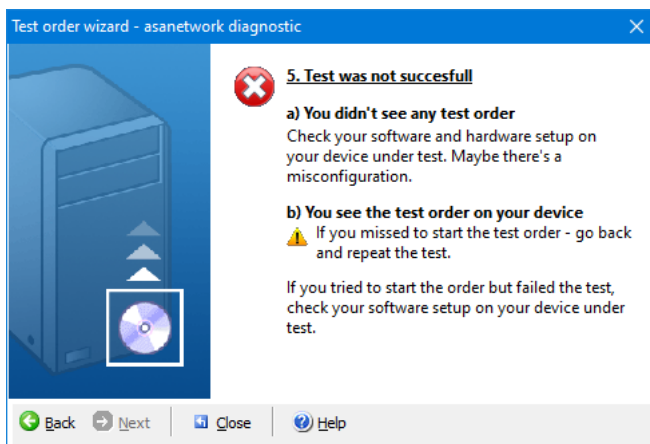 Test order wizard - asanetwork diagnostic
5. Test was not succesfull
a) You didn't see any test order
Check your software and hardware setup on
your device under test. Maybe there's a
misconfiguration.
b) You see the test order on your device
If you missed to start the test order - go back
and repeat the test.
If you tried to start the order but failed the test,
check your software setup on your device under
test.
Back Next Close Help